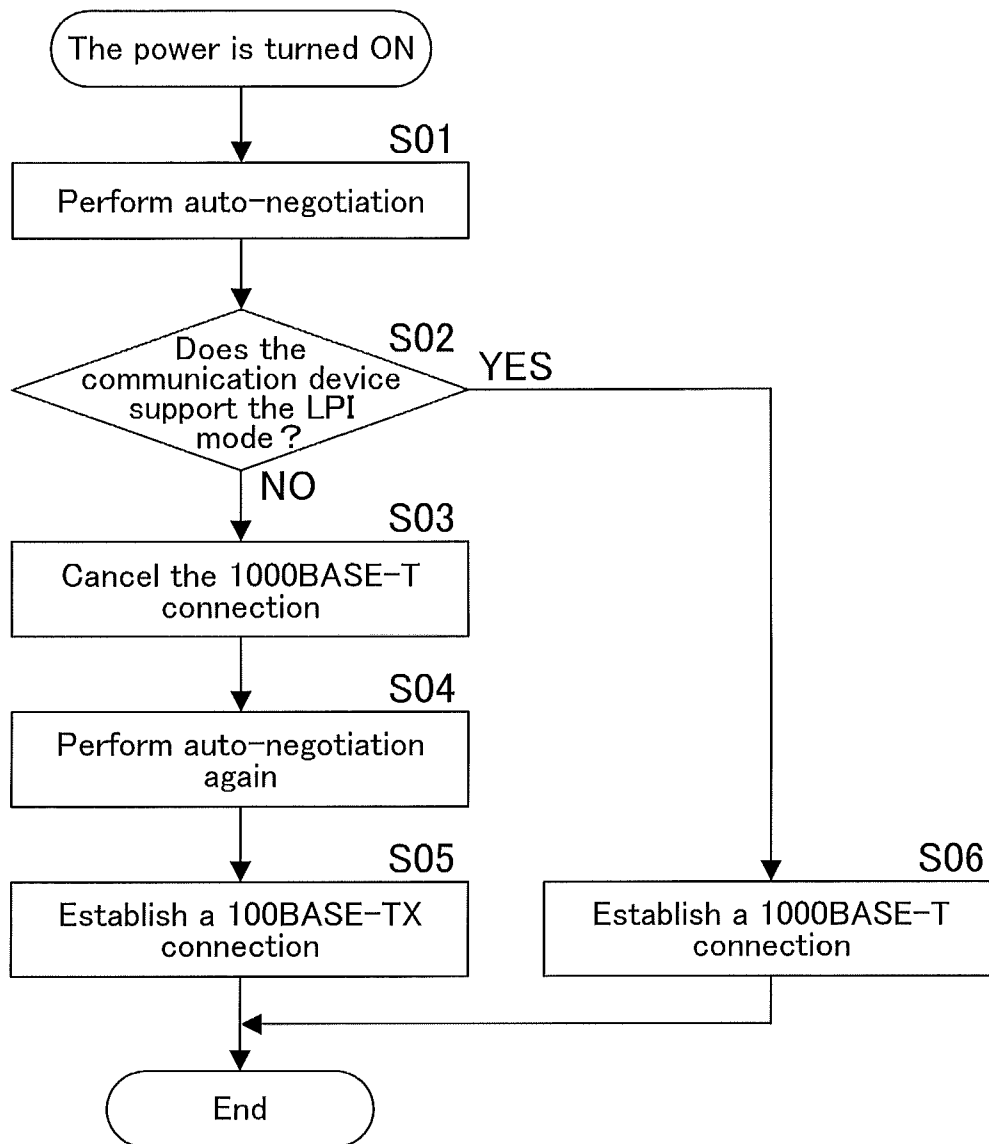 The power is turned ON
S01
Perform auto-negotiation
S02
Does the
communication device
support the LPI
mode?
YES
NO
S03
Cancel the 1000BASE-T
connection
S04
Perform auto-negotiation
again
S05
Establish a 100BASE-TX
connection
S06
Establish a 1000BASE-T
connection
End